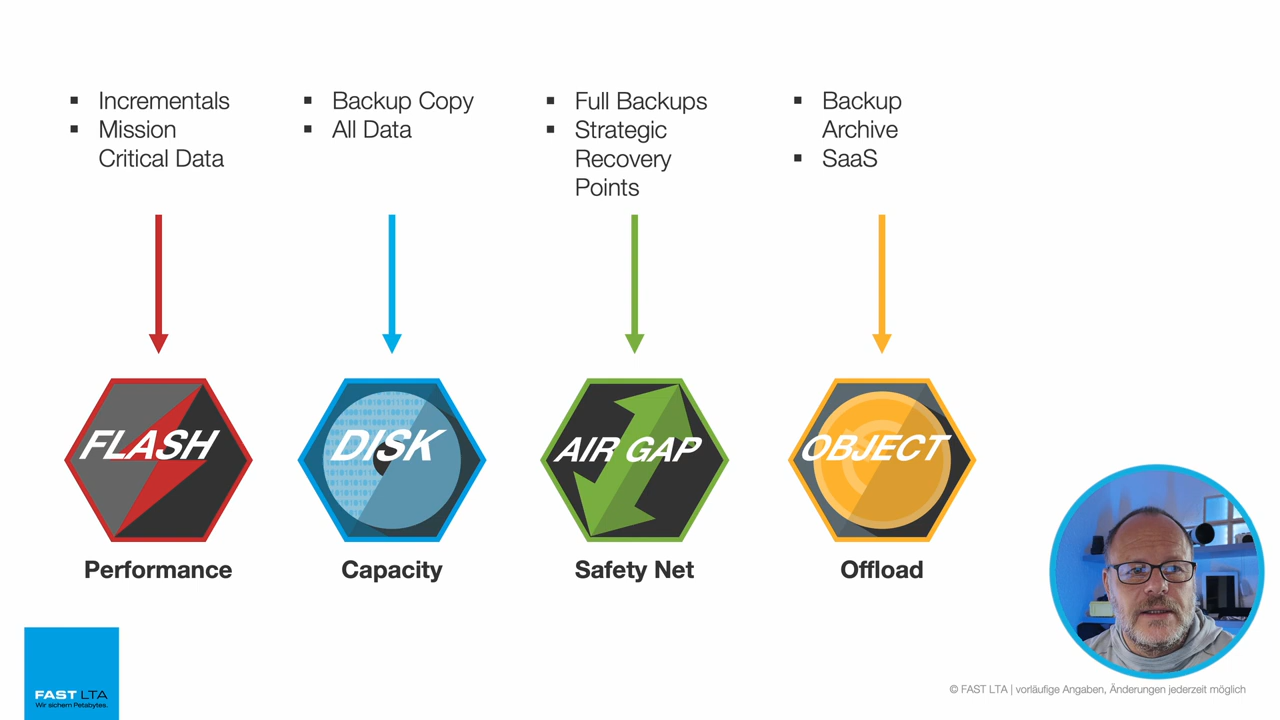 ▪ Incrementals
▪ Mission
Critical Data
▪ Backup Copy
▪ All Data
▪ Full Backups
▪ Strategic
Recovery
Points
▪ Backup
Archive
▪ SaaS
FLASH
DISK
AIR GAP
OBJECT
Performance
Capacity
Safety Net
Offload
FAST LTA
Wir sichern Petabytes.
© FAST LTA | vorläufige Angaben, Änderungen jederzeit möglich